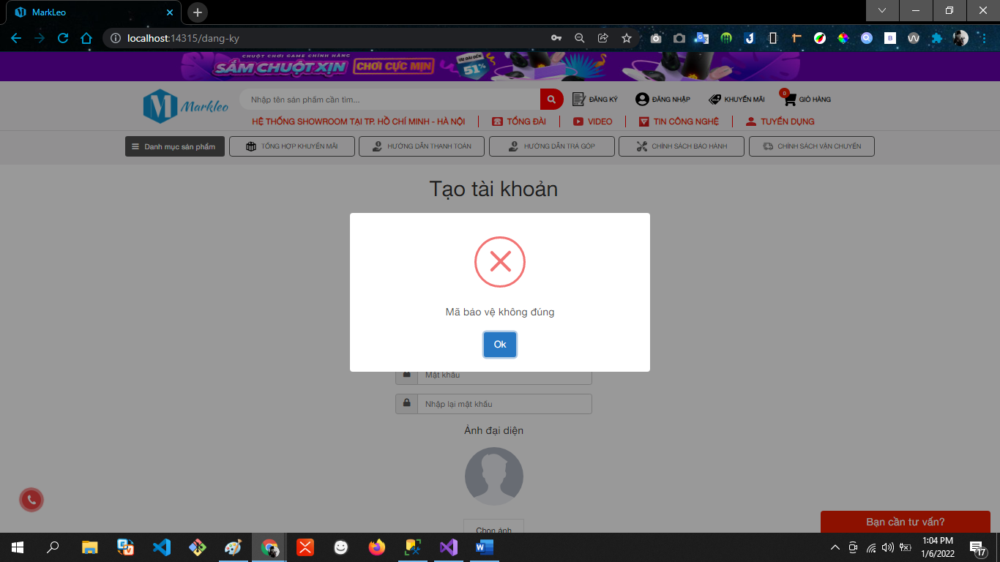 MarkLeo
localhost:14315/dang-ky
CHUỘT CHƠI GAME CHÍNH HÃNG
SẮM CHUỘT XỊN
CHƠI CỰC MỊN
ƯU ĐÃI ĐẾN
51%
Markleo
Nhập tên sản phẩm cần tìm...
ĐĂNG KÝ
ĐĂNG NHẬP
KHUYẾN MÃI
0
GIỎ HÀNG
HỆ THỐNG SHOWROOM TẠI TP. HỒ CHÍ MINH - HÀ NỘI
TỔNG ĐÀI
VIDEO
TIN CÔNG NGHỆ
TUYỂN DỤNG
Danh mục sản phẩm
TỔNG HỢP KHUYẾN MÃI
HƯỚNG DẪN THANH TOÁN
HƯỚNG DẪN TRẢ GÓP
CHÍNH SÁCH BẢO HÀNH
CHÍNH SÁCH VẬN CHUYỂN
Tạo tài khoản
Mã bảo vệ không đúng
Ok
Mật khẩu
Nhập lại mật khẩu
Ảnh đại diện
Chọn ảnh
Bạn cần tư vấn?
1:04 PM
1/6/2022
17